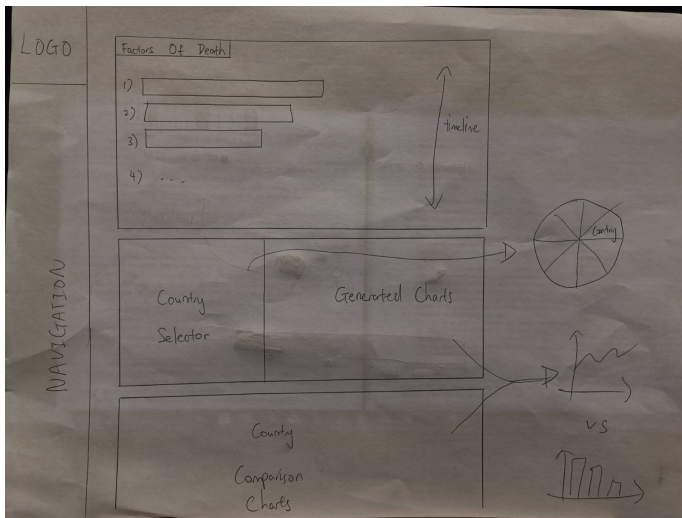 LOGO
Factors Of Death
1)
2)
3)
4) ...
timeline
NAVIGATION
Country
Selector
Generated Charts
Country
Country
Comparison
Charts
VS